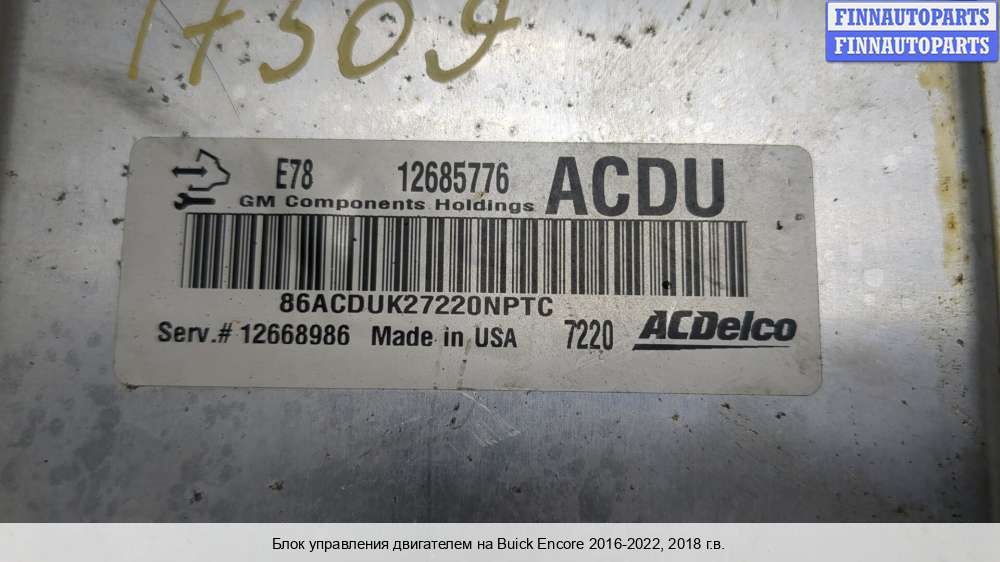 17509
FINNAUTOPARTS
FINNAUTOPARTS
E78 12685776 ACDU
GM Components Holdings
86ACDUK27220NPTC
Serv.# 12668986 Made in USA 7220 ACDelco
Блок управления двигателем на Buick Encore 2016-2022, 2018 г.в.